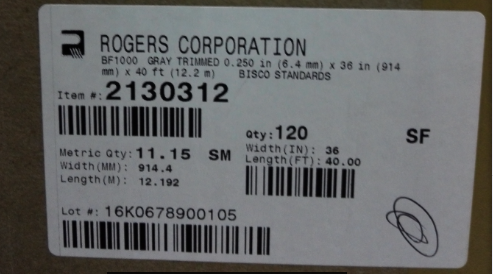 ROGERS CORPORATION
BF1000 GRAY TRIMMED 0.250 in (6.4 mm) x 36 in (914
mm) x 40 ft (12.2 m) BISCO STANDARDS
Item #: 2130312
Qty: 120 SF
Width(IN): 36
Length(FT): 40.00
Metric Qty: 11.15 SM
Width(MM): 914.4
Length(M): 12.192
Lot #: 16K0678900105